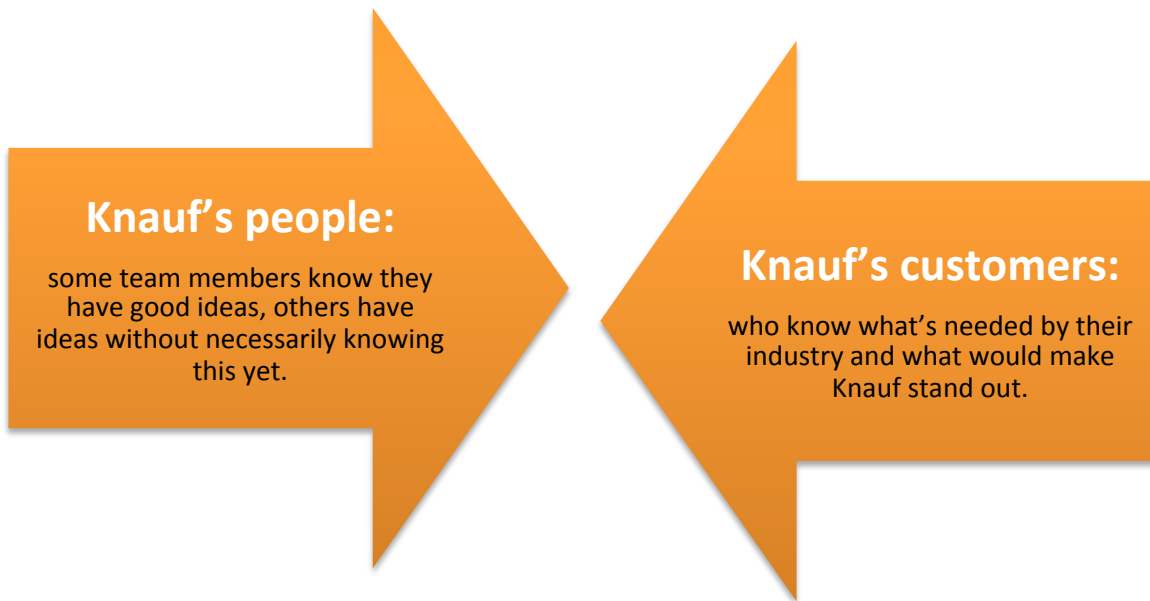 Knauf’s people:
some team members know they
have good ideas, others have
ideas without necessarily knowing
this yet.
Knauf’s customers:
who know what’s needed by their
industry and what would make
Knauf stand out.